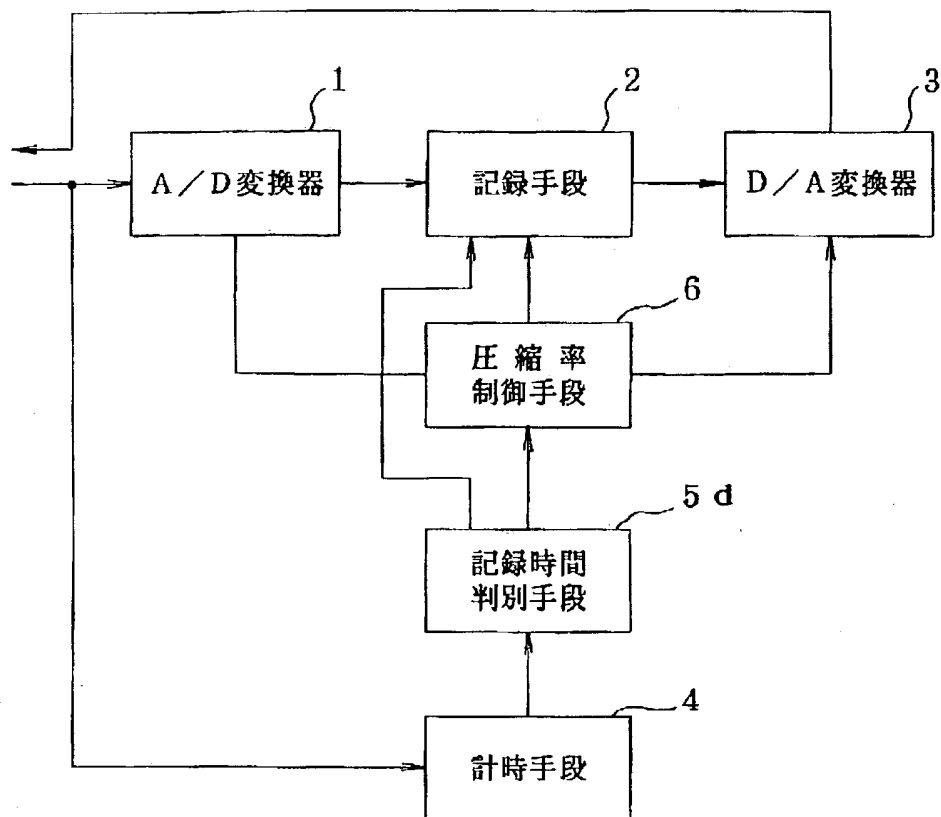 1
2
3
A/D変換器
記録手段
D/A変換器
6
圧縮率
制御手段
5d
記録時間
判別手段
4
計時手段